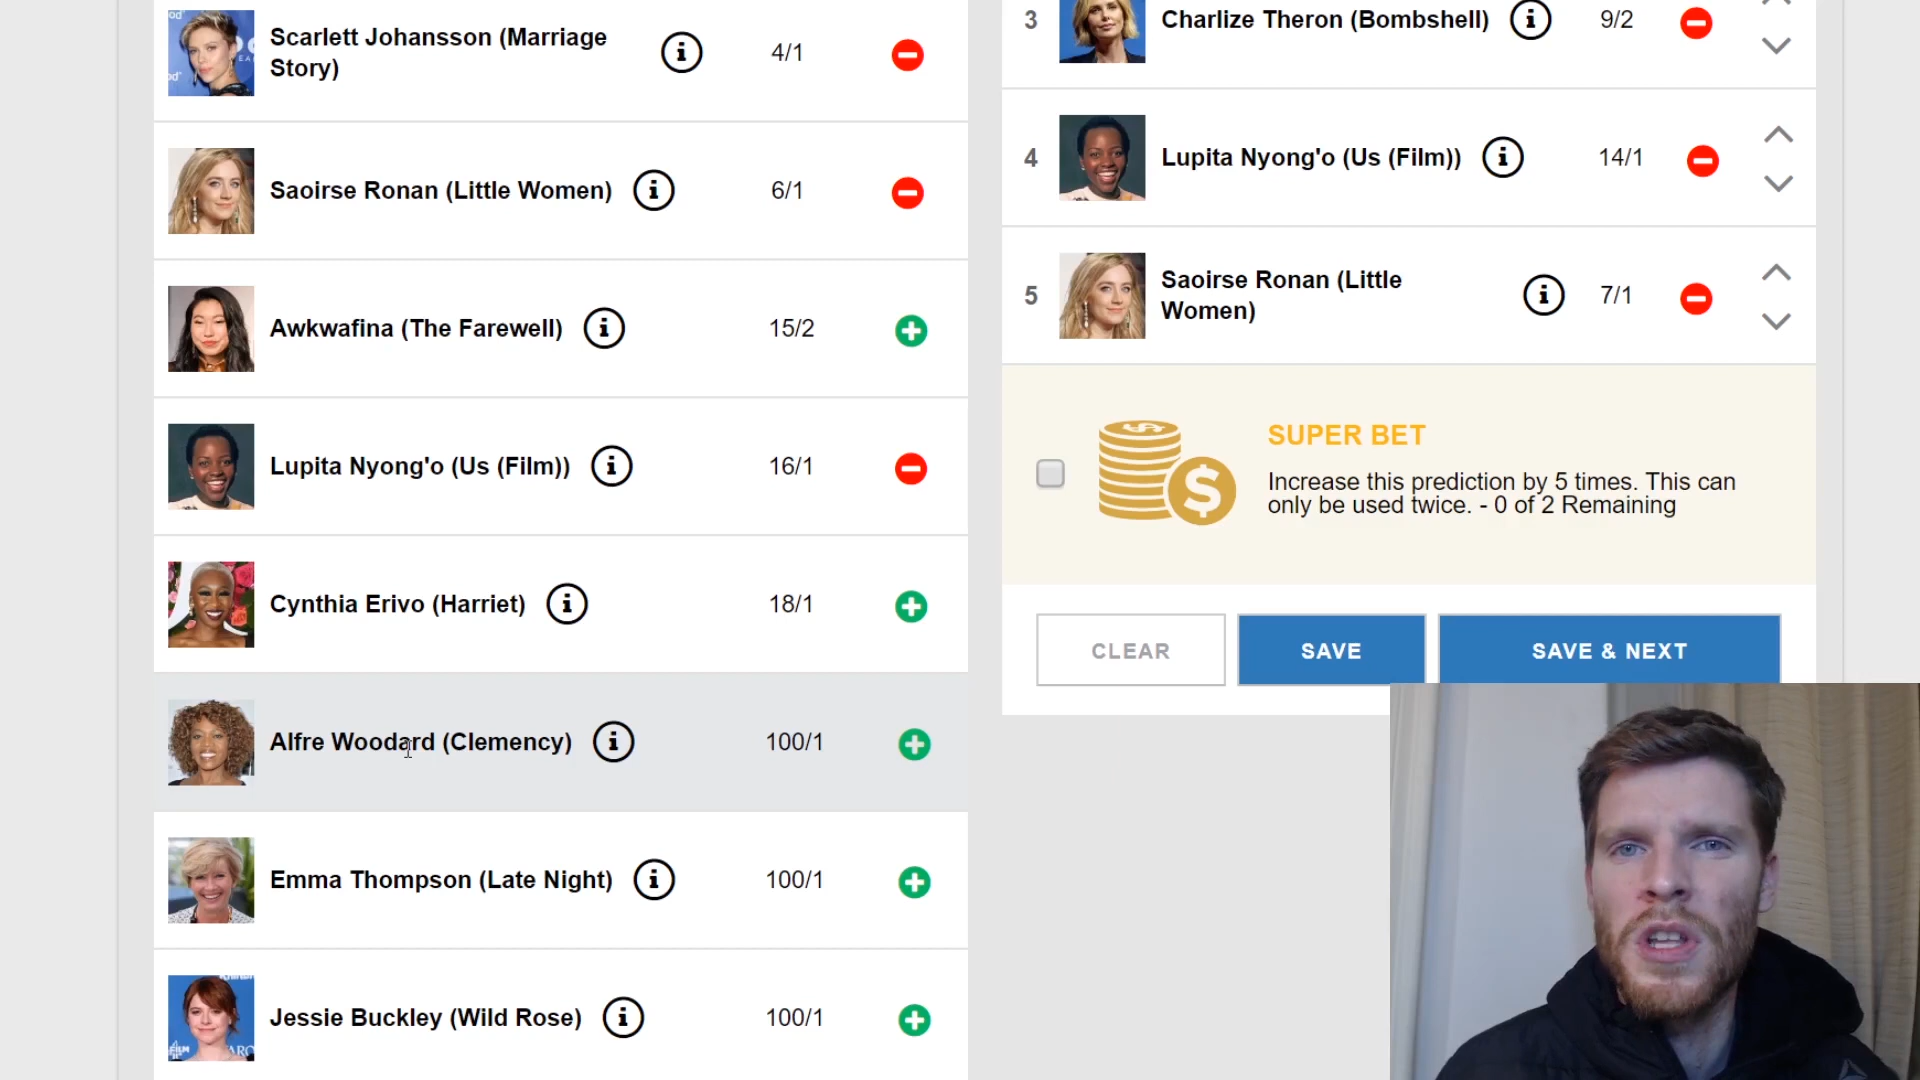 Scarlett Johansson (Marriage
Story)
4/1
Saoirse Ronan (Little Women)
6/1
Awkwafina (The Farewell)
15/2
Lupita Nyong'o (Us (Film))
16/1
Cynthia Erivo (Harriet)
18/1
Alfre Woodard (Clemency)
100/1
Emma Thompson (Late Night)
100/1
Jessie Buckley (Wild Rose)
100/1
3
Charlize Theron (Bombshell)
9/2
4
Lupita Nyong'o (Us (Film))
14/1
5
Saoirse Ronan (Little
Women)
7/1
SUPER BET
Increase this prediction by 5 times. This can
only be used twice. - 0 of 2 Remaining
CLEAR
SAVE
SAVE & NEXT